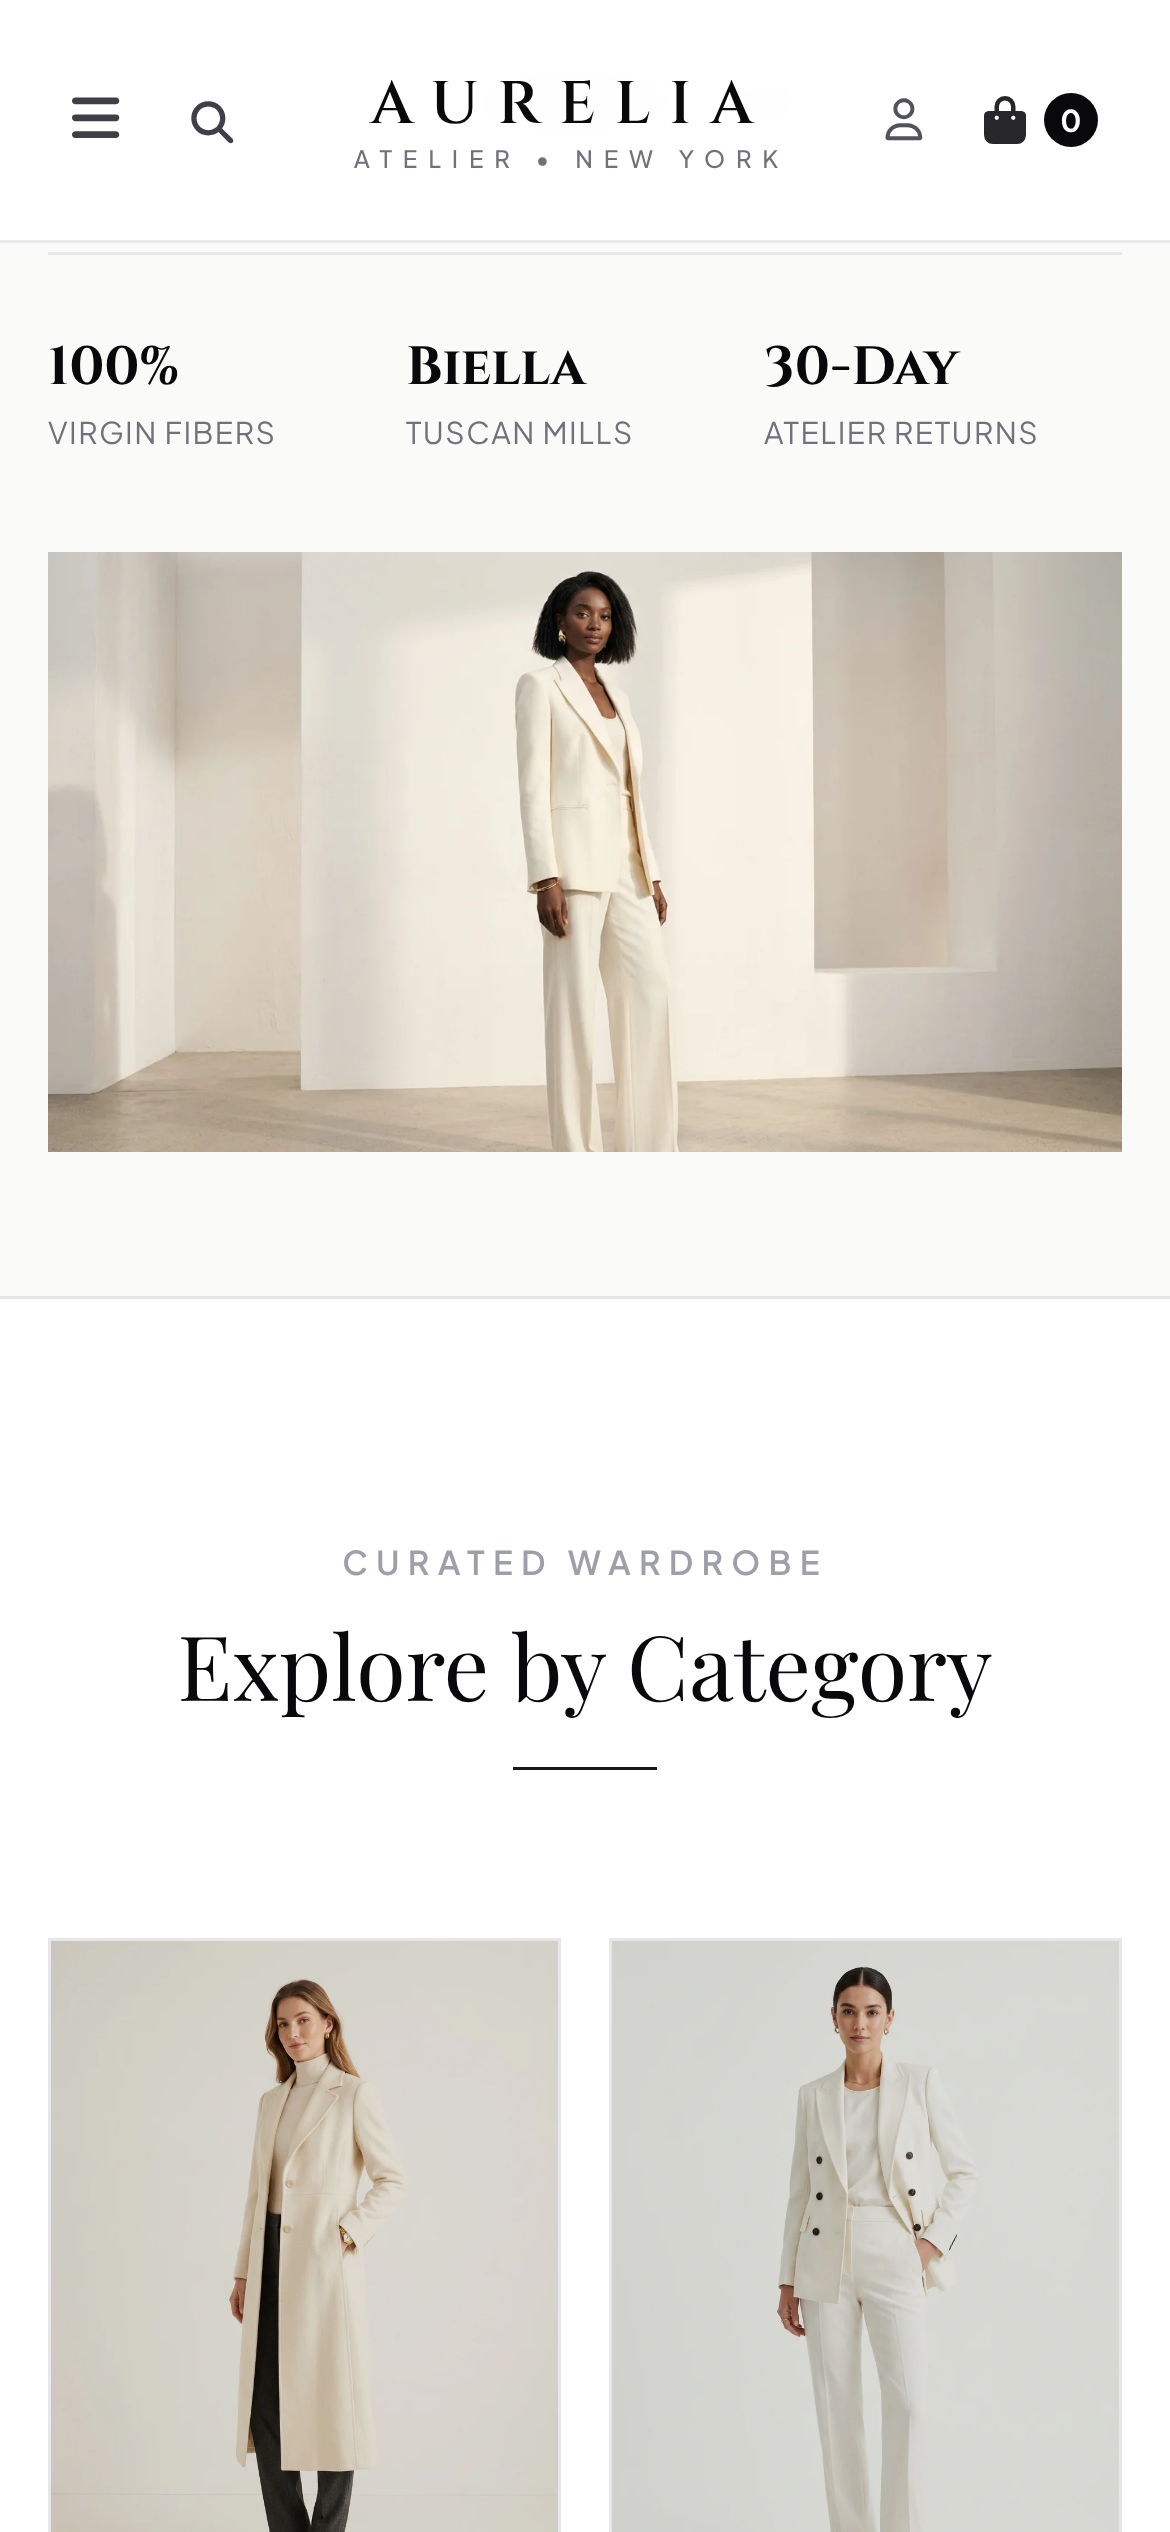 AURELIA
ATELIER • NEW YORK
0
100%
VIRGIN FIBERS
BIELLA
TUSCAN MILLS
30-DAY
ATELIER RETURNS
CURATED WARDROBE
Explore by Category